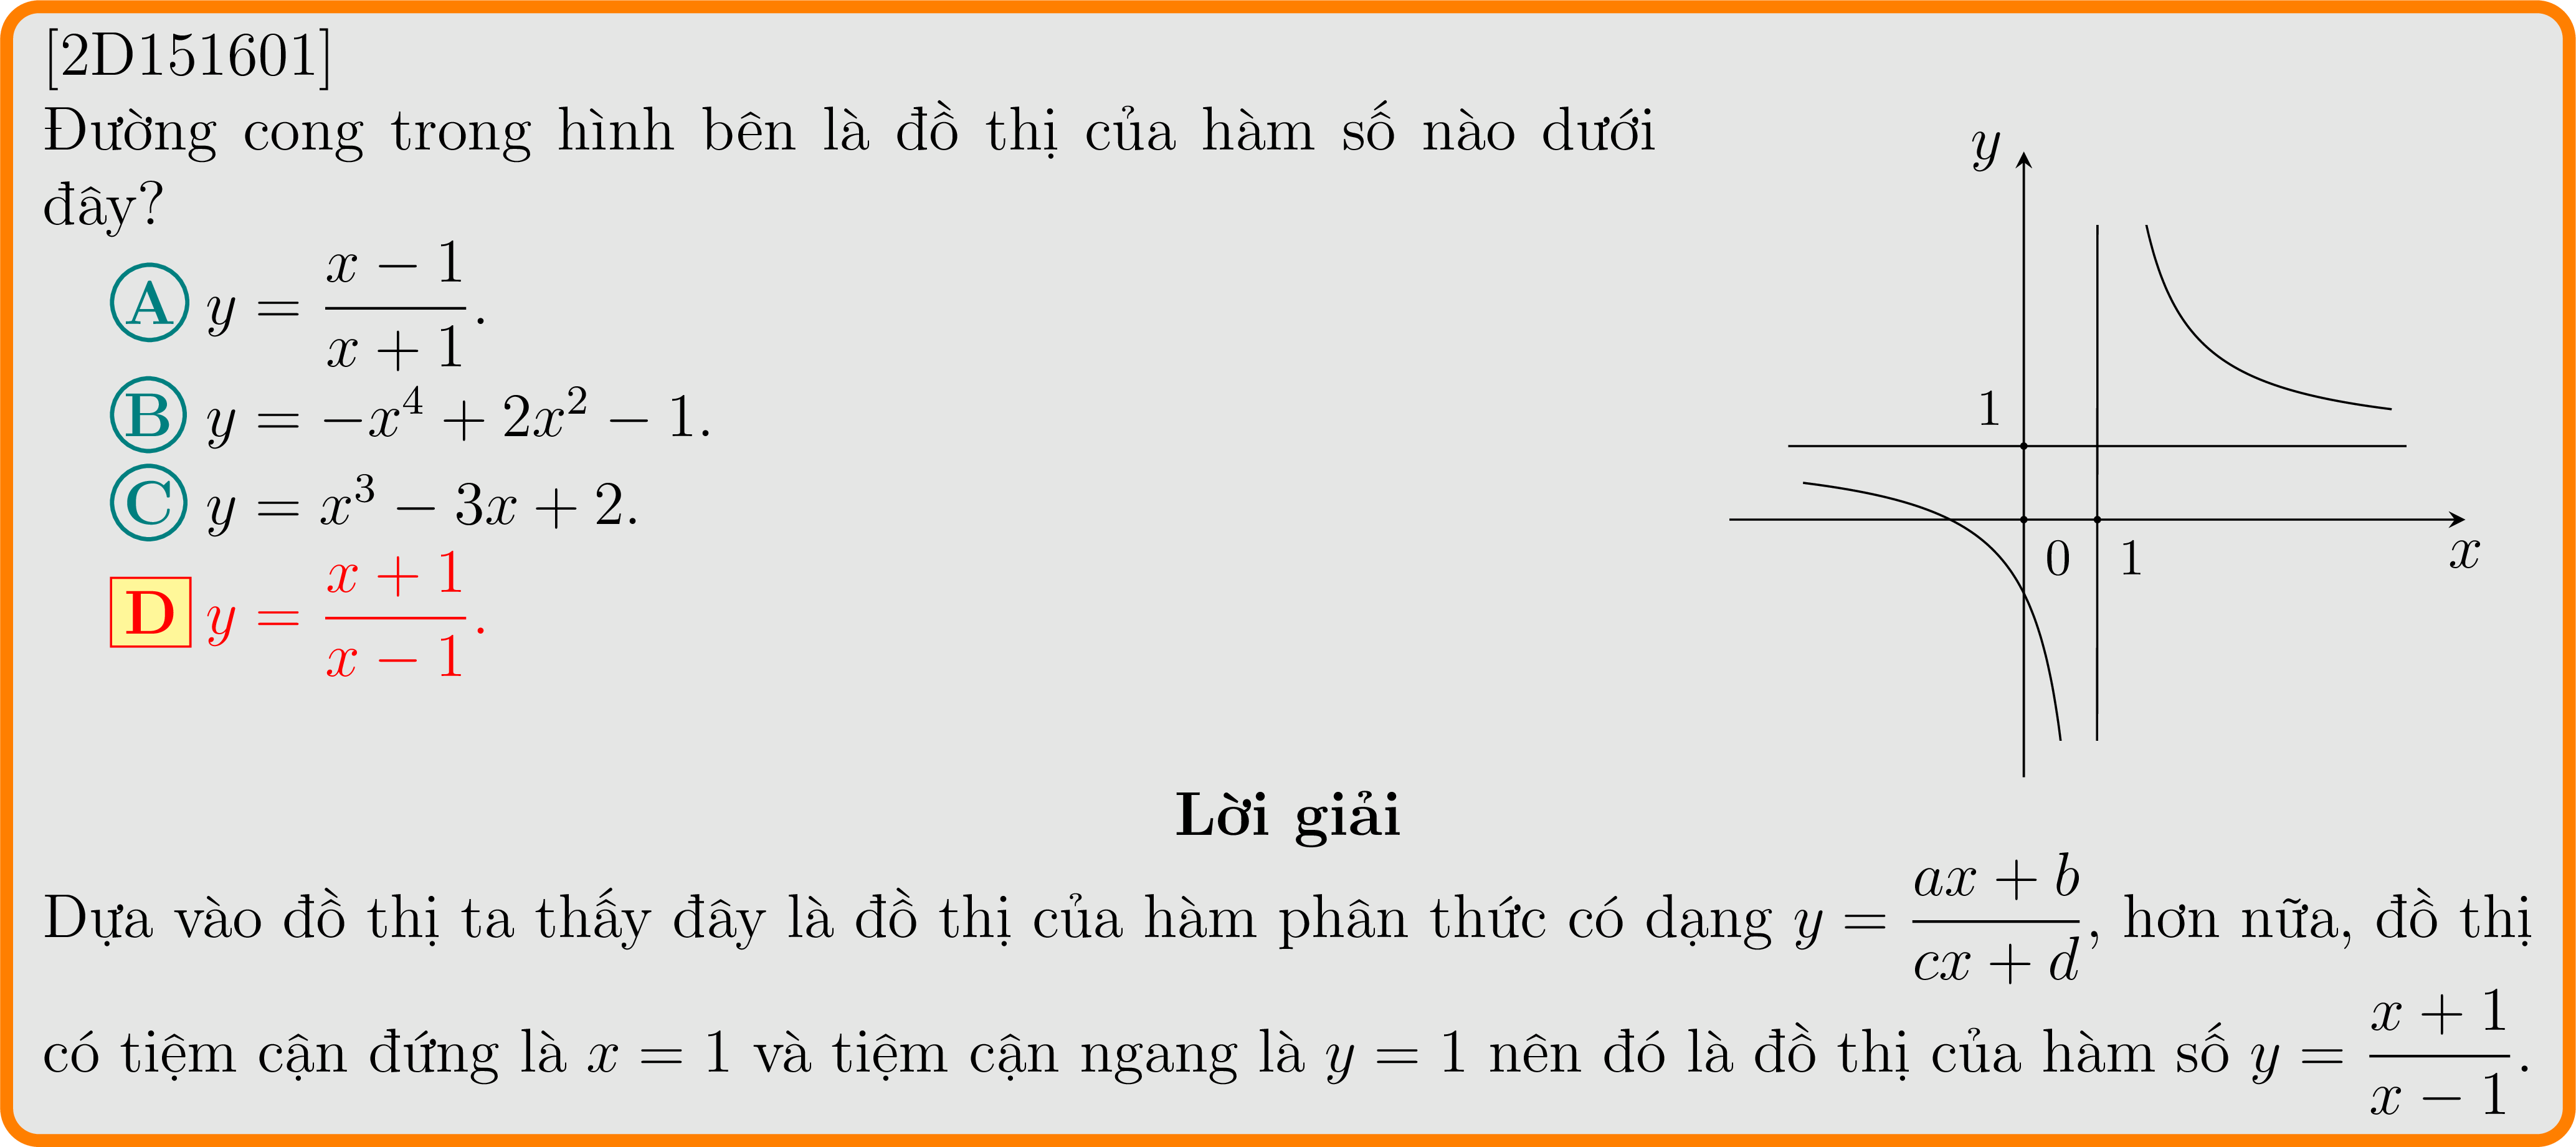 [2D151601]
Đường cong trong hình bên là đồ thị của hàm số nào dưới
đây?
A y = \frac{x − 1}{x + 1}.
B y = −x^4 + 2x^2 − 1.
C y = x^3 − 3x + 2.
D y = \frac{x + 1}{x − 1}.
y
1
0 1
x
Lời giải
Dựa vào đồ thị ta thấy đây là đồ thị của hàm phân thức có dạng y = \frac{ax + b}{cx + d}, hơn nữa, đồ thị
có tiệm cận đứng là x = 1 và tiệm cận ngang là y = 1 nên đó là đồ thị của hàm số y = \frac{x + 1}{x − 1}.